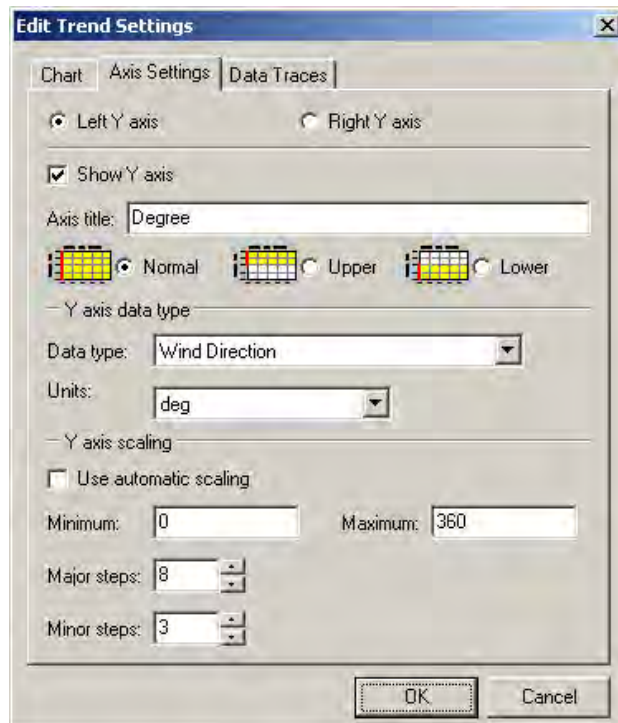 Edit Trend Settings
Chart Axis Settings Data Traces
Left Y axis Right Y axis
Show Y axis
Axis title: Degree
Normal Upper Lower
Y axis data type
Data type: Wind Direction
Units: deg
Y axis scaling
Use automatic scaling
Minimum: 0 Maximum: 360
Major steps: 8
Minor steps: 3
OK Cancel